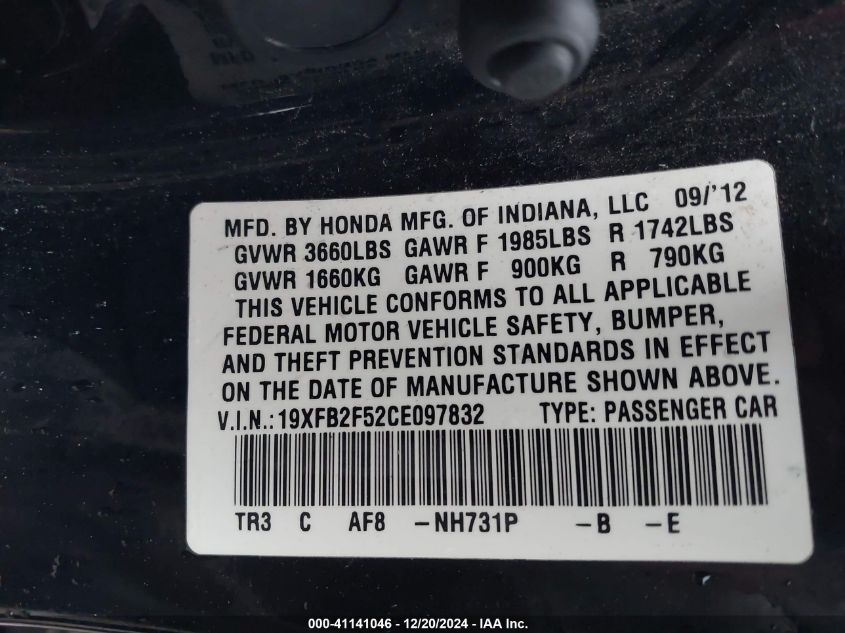 MFD. BY HONDA MFG. OF INDIANA, LLC 09/'12
GVWR 3660LBS GAWR F 1985LBS R 1742LBS
GVWR 1660KG GAWR F 900KG R 790KG
THIS VEHICLE CONFORMS TO ALL APPLICABLE
FEDERAL MOTOR VEHICLE SAFETY, BUMPER,
AND THEFT PREVENTION STANDARDS IN EFFECT
ON THE DATE OF MANUFACTURE SHOWN ABOVE.
V.I.N.:19XFB2F52CE097832 TYPE: PASSENGER CAR
TR3 C AF8 -NH731P -B -E
000-41141046 - 12/20/2024 - IAA Inc.